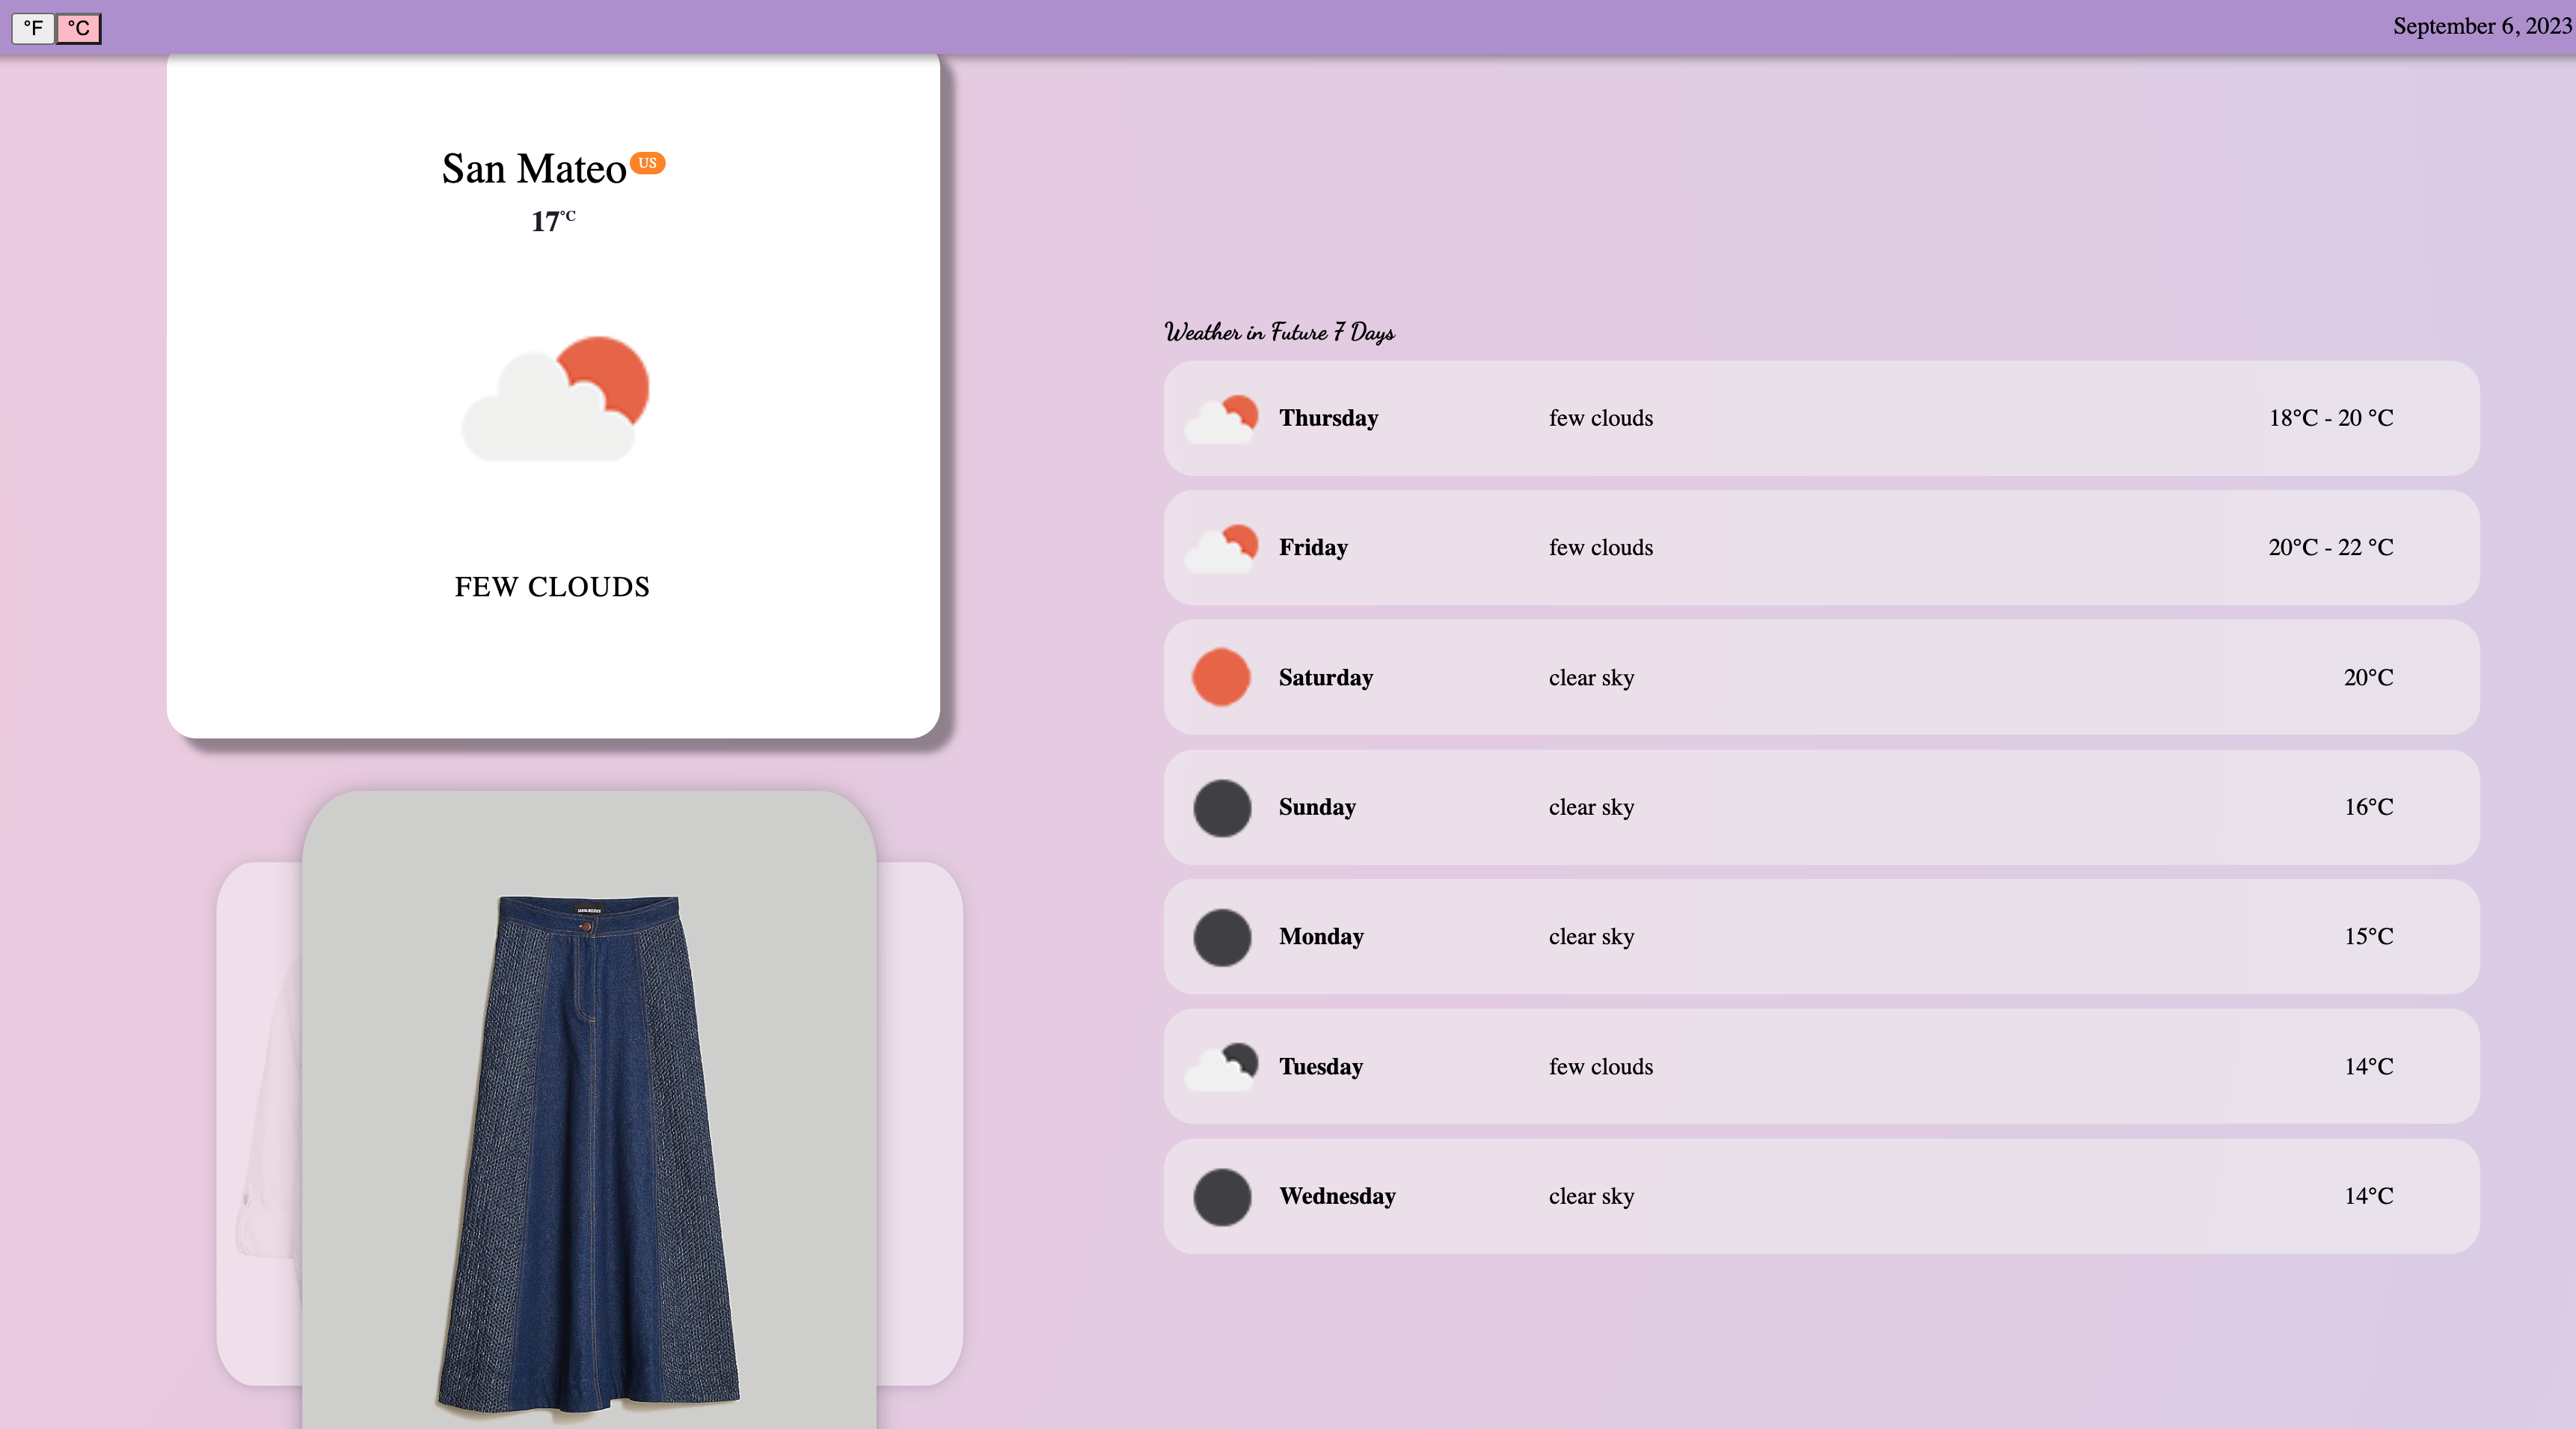 °F °C
September 6, 2023
San Mateo US
17°C
FEW CLOUDS
Weather in Future 7 Days
Thursday few clouds 18°C - 20 °C
Friday few clouds 20°C - 22 °C
Saturday clear sky 20°C
Sunday clear sky 16°C
Monday clear sky 15°C
Tuesday few clouds 14°C
Wednesday clear sky 14°C